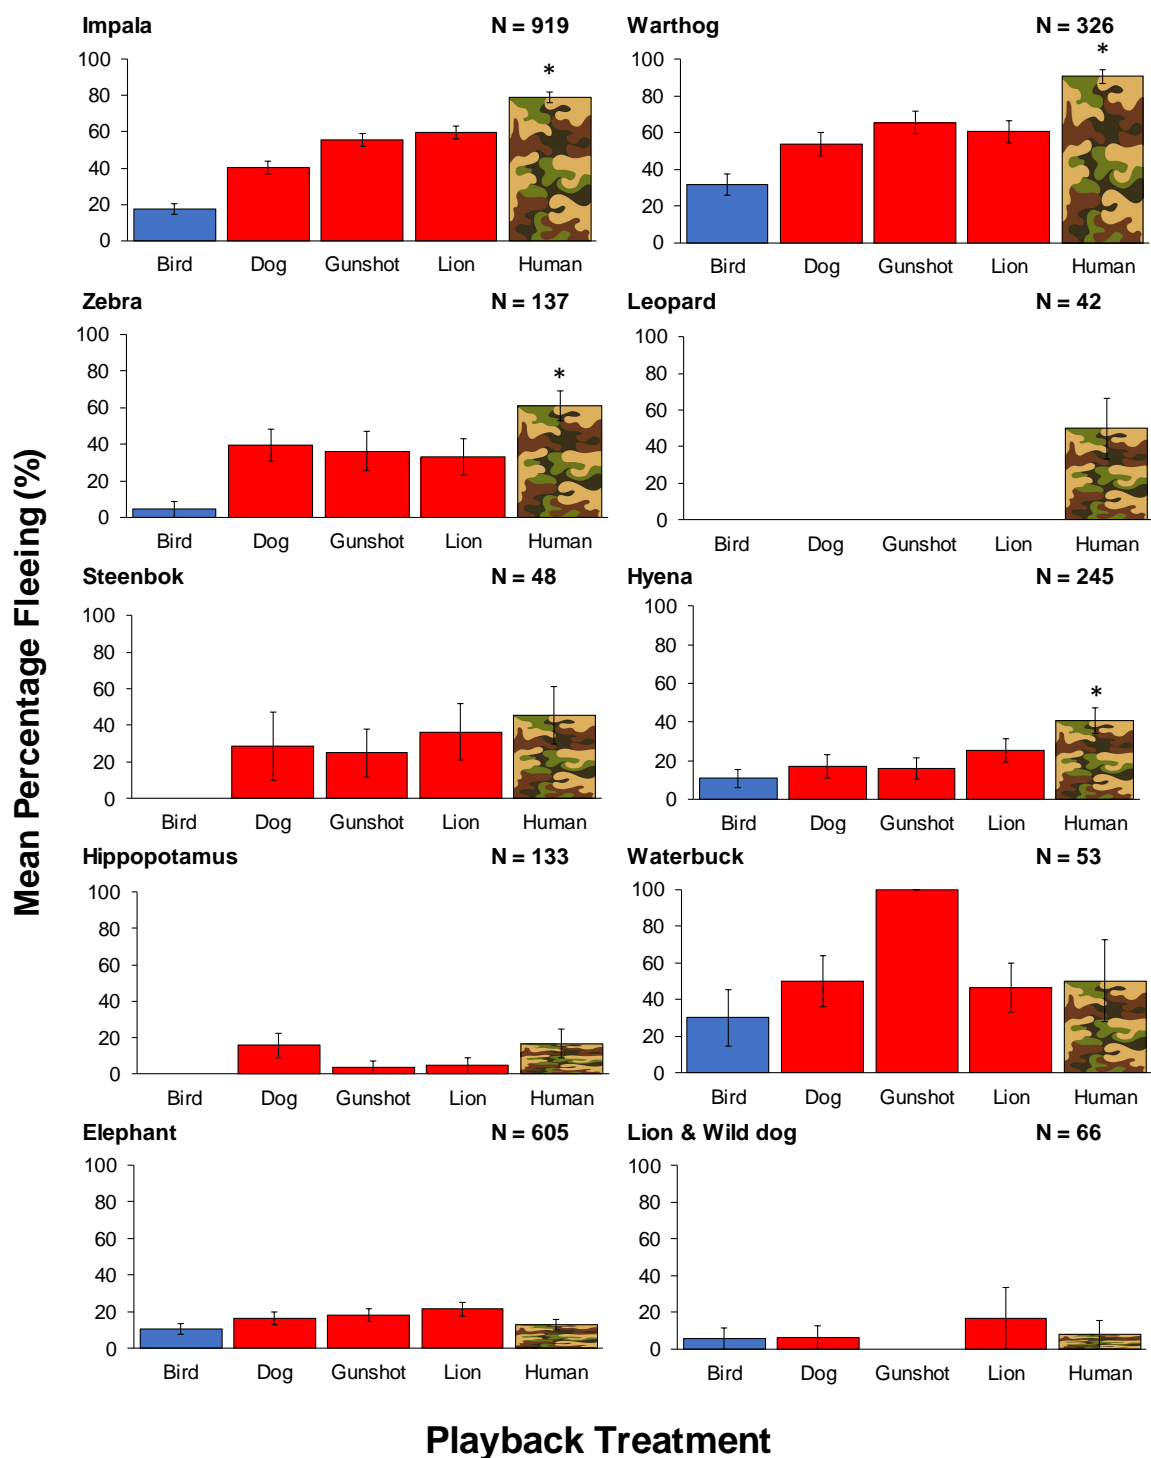 Impala N = 919
*
100
80
60
40
20
0
Bird Dog Gunshot Lion Human
Warthog N = 326
*
100
80
60
40
20
0
Bird Dog Gunshot Lion Human
Zebra N = 137
100
80
*
60
40
20
0
Bird Dog Gunshot Lion Human
Leopard N = 42
100
80
60
40
20
0
Bird Dog Gunshot Lion Human
Steenbok N = 48
100
80
60
40
20
0
Bird Dog Gunshot Lion Human
Hyena N = 245
100
80
60
*
40
20
0
Bird Dog Gunshot Lion Human
Hippopotamus N = 133
100
80
60
40
20
0
Bird Dog Gunshot Lion Human
Waterbuck N = 53
100
80
60
40
20
0
Bird Dog Gunshot Lion Human
Elephant N = 605
100
80
60
40
20
0
Bird Dog Gunshot Lion Human
Lion & Wild dog N = 66
100
80
60
40
20
0
Bird Dog Gunshot Lion Human
Mean Percentage Fleeing (%)
Playback Treatment